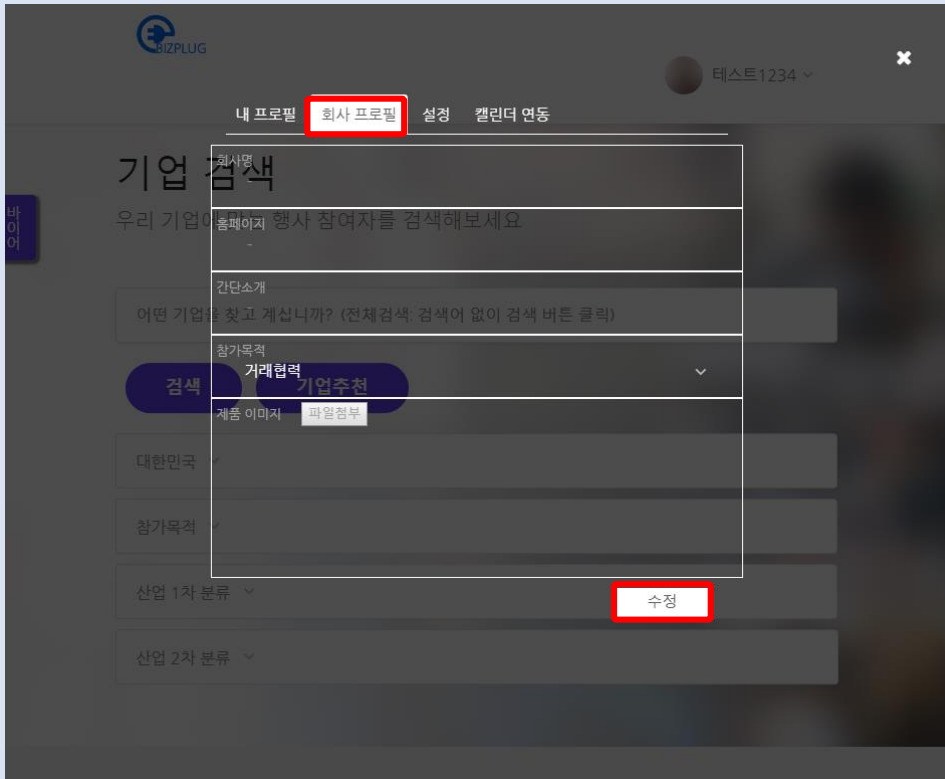 BIZPLUG
테스트1234
내 프로필 회사 프로필 설정 캘린더 연동
기업 검색
회사명
-
바이어
우리 기업에 맞는 행사 참여자를 검색해보세요
홈페이지
-
간단소개
-
어떤 기업을 찾고 계십니까? (전체검색: 검색어 없이 검색 버튼 클릭)
참가목적
거래협력
검색 기업추천
제품 이미지 파일첨부
대한민국
참가목적
산업 1차 분류
수정
산업 2차 분류